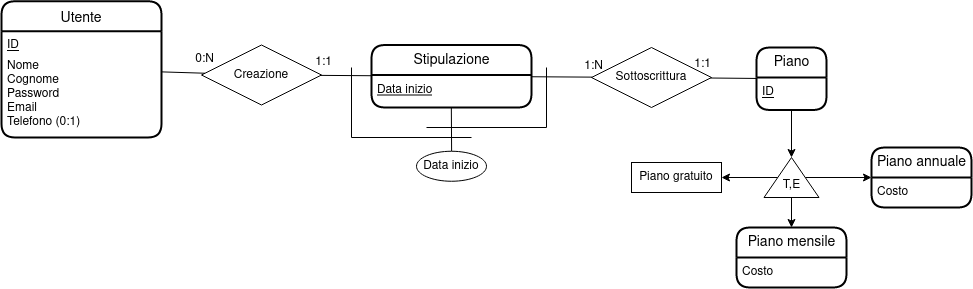 Utente
ID
Nome
Cognome
Password
Email
Telefono (0:1)
0:N
Creazione
1:1
Stipulazione
Data inizio
Data inizio
1:N
Sottoscrittura
1:1
Piano
ID
Piano gratuito
T,E
Piano annuale
Costo
Piano mensile
Costo